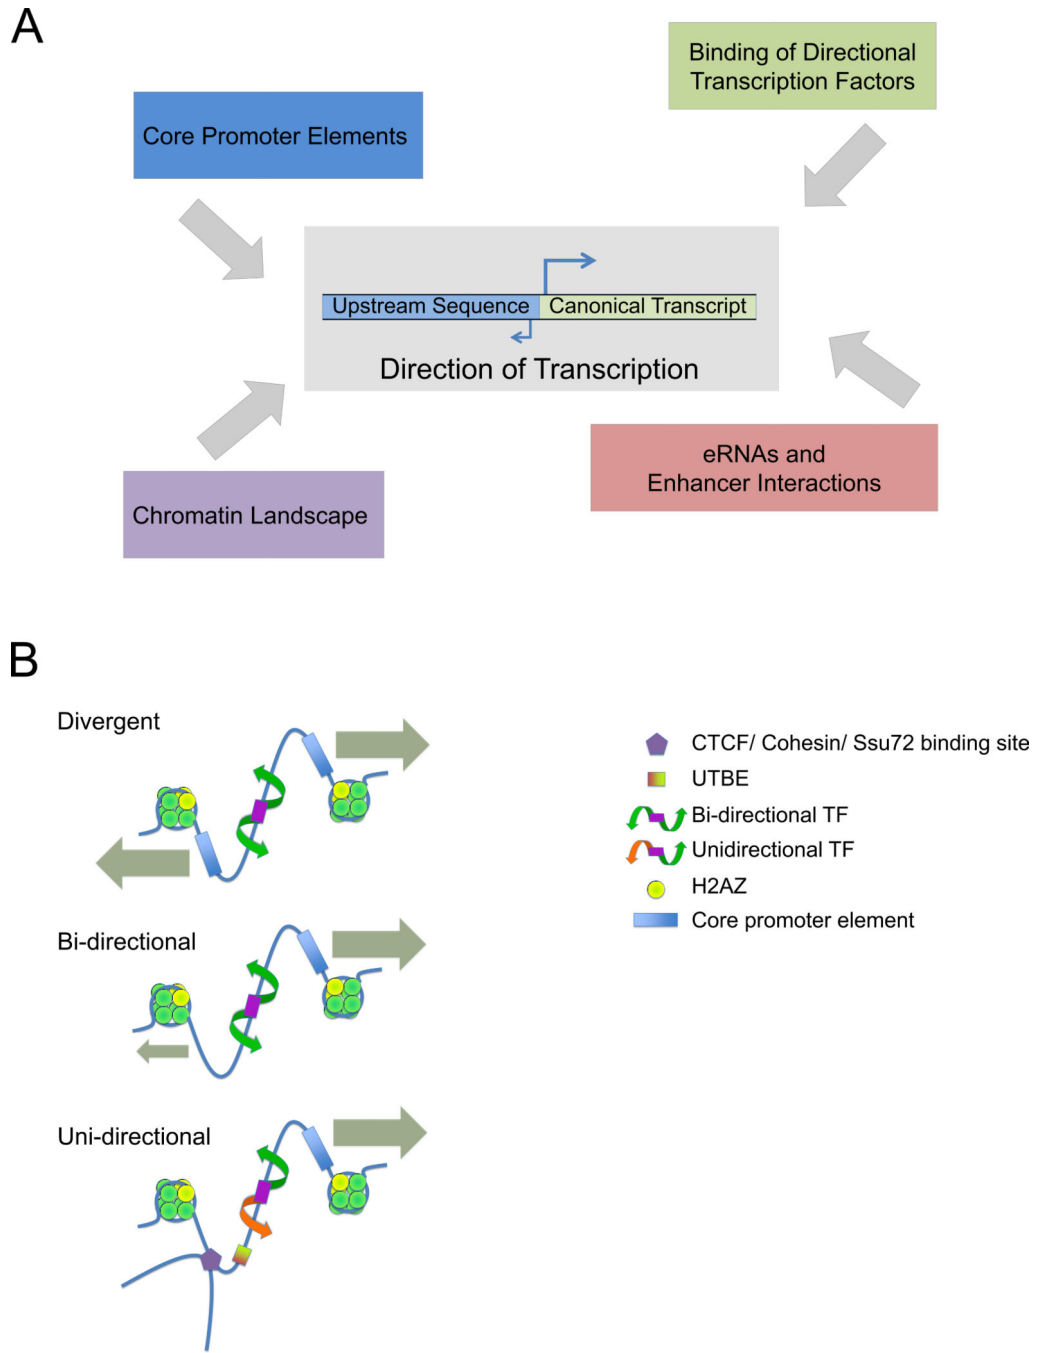 A
Binding of Directional
Transcription Factors
Core Promoter Elements
Upstream Sequence
Canonical Transcript
Direction of Transcription
eRNAs and
Enhancer Interactions
Chromatin Landscape
B
Divergent
Bi-directional
Uni-directional
CTCF/ Cohesin/ Ssu72 binding site
UTBE
Bi-directional TF
Unidirectional TF
H2AZ
Core promoter element